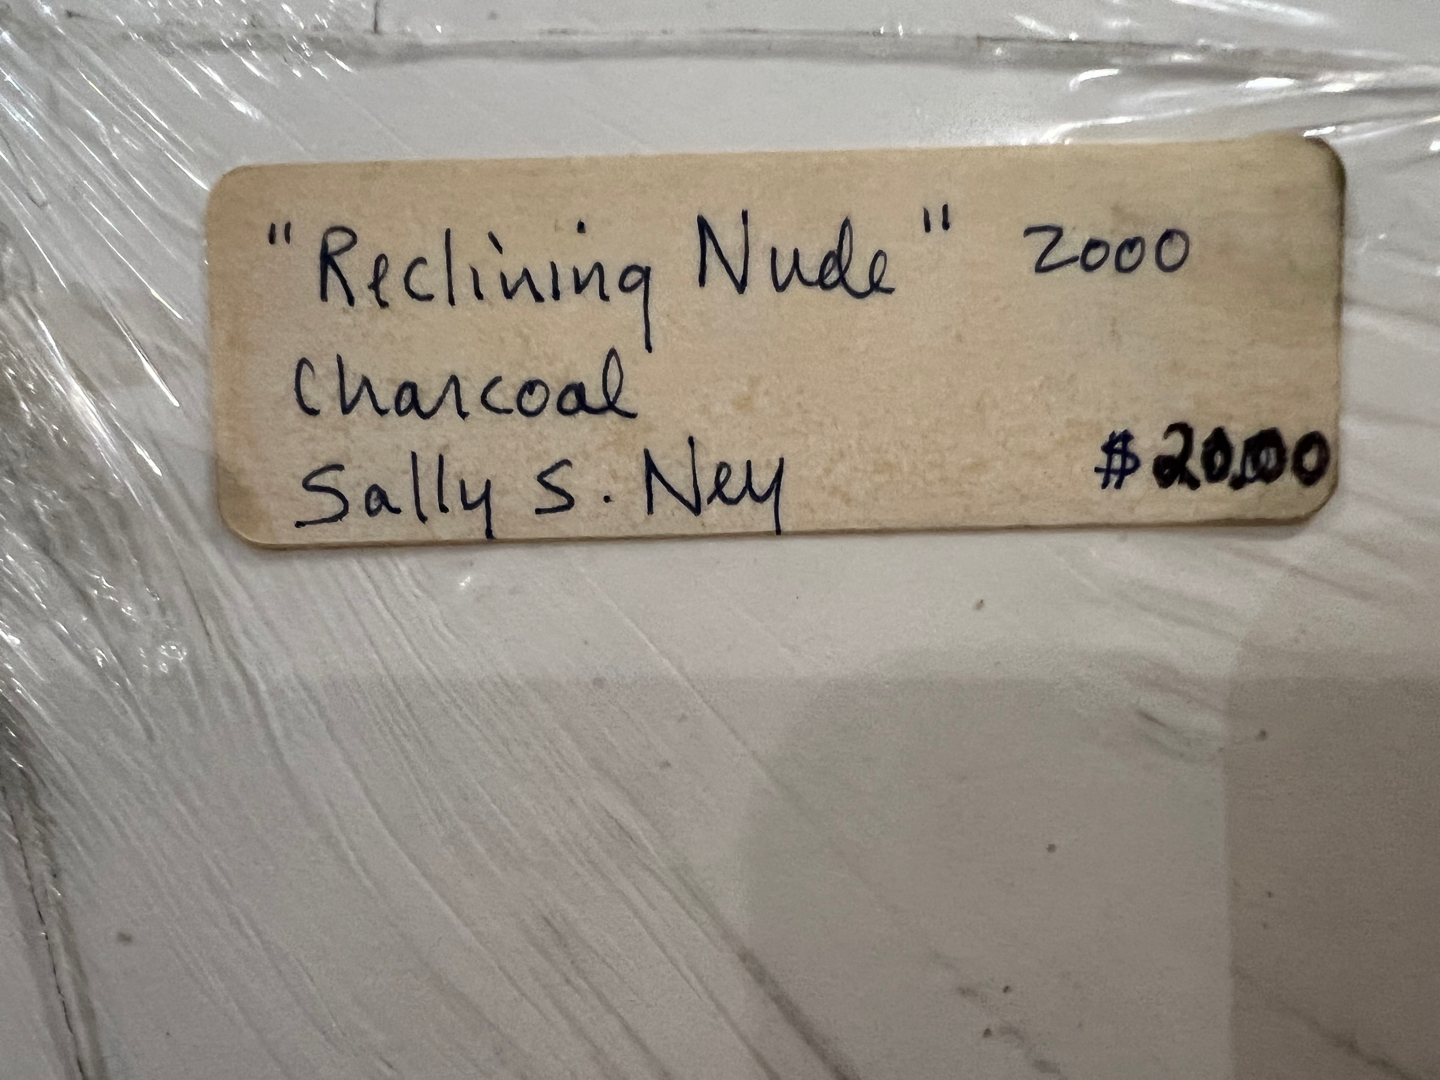 "Reclining Nude" 2000
Charcoal
Sally S. Ney $20.00